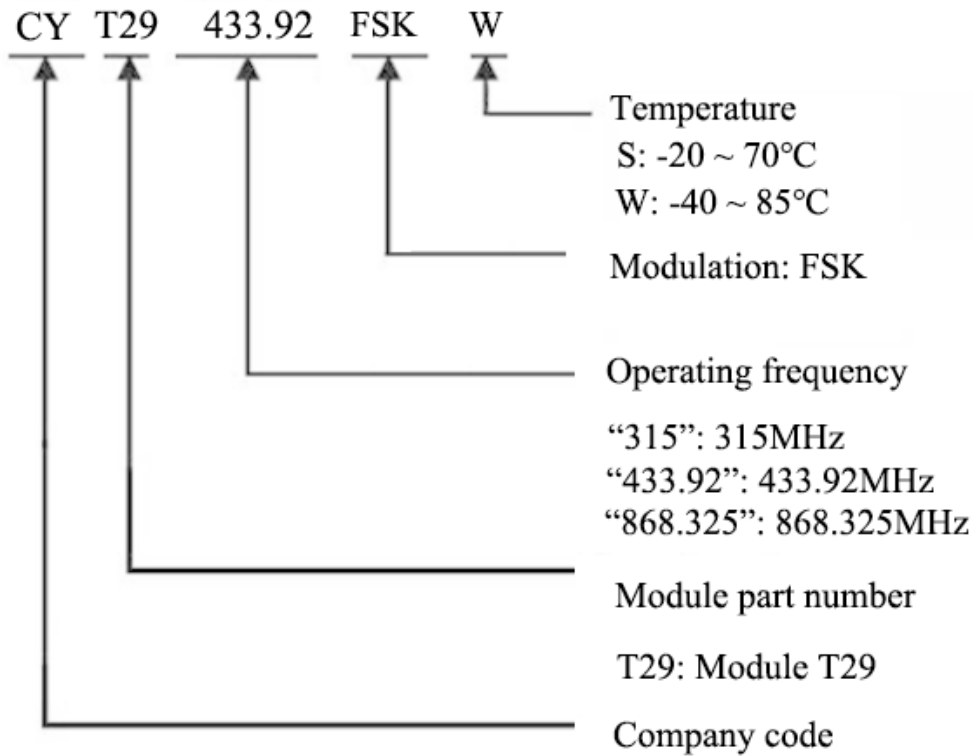 CY T29 433.92 FSK W
Temperature
S: -20 ~ 70℃
W: -40 ~ 85℃
Modulation: FSK
Operating frequency
“315”: 315MHz
“433.92”: 433.92MHz
“868.325”: 868.325MHz
Module part number
T29: Module T29
Company code